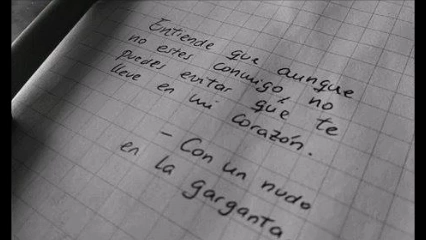 Entiende que aunque
no estes conmigo, no
puedes evitar que te
lleve en mi corazón.
- Con un nudo
en la garganta